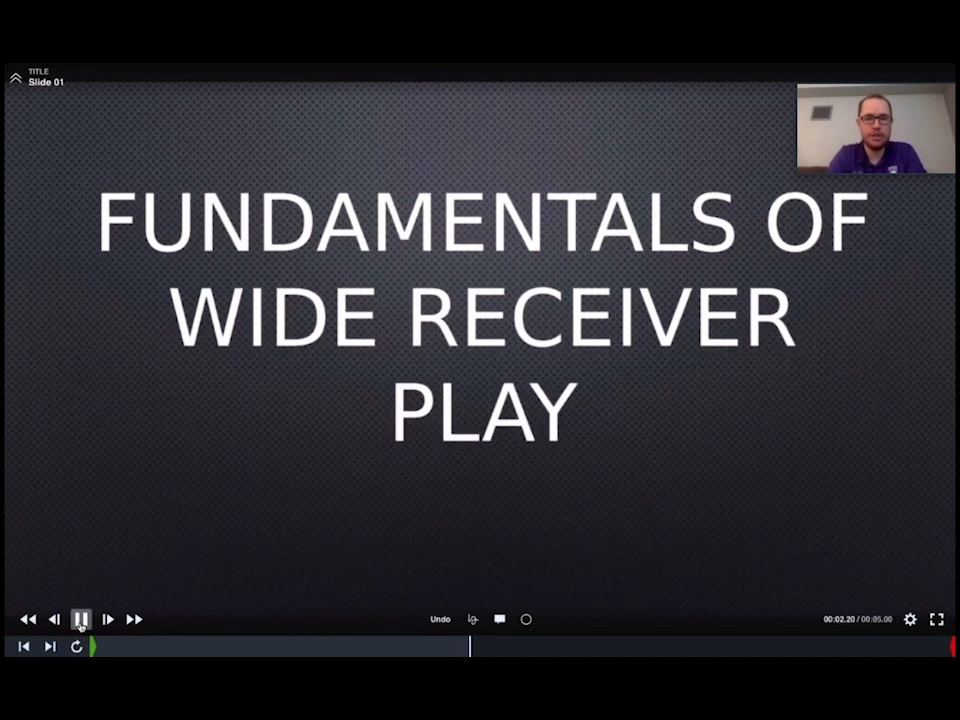 TITLE
Slide 01
FUNDAMENTALS OF
WIDE RECEIVER
PLAY
Undo
00:02.20 / 00:05.00